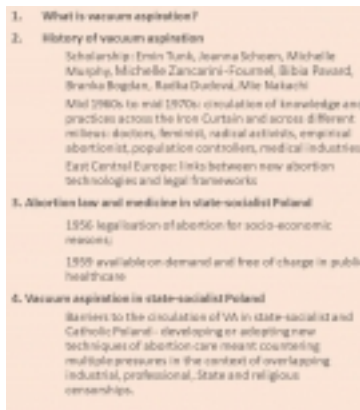 1. What is vacuum aspiration?
2. History of vacuum aspiration
Scholarship: Emin Tunk, Joanna Schoen, Michelle
Murphy, Michelle Zancarini-Fournel, Bibia Pavard,
Branka Bogdan, Radka Dudová, Mie Nakachi
Mid 1960s to mid 1970s: circulation of knowledge and
practices across the Iron Curtain and across different
milieus: doctors, feminist, radical activists, empirical
abortionist, population controllers, medical industries
East Central Europe: links between new abortion
technologies and legal frameworks
3. Abortion law and medicine in state-socialist Poland
1956 legalisation of abortion for socio-economic
reasons;
1959 available on demand and free of charge in public
healthcare
4. Vacuum aspiration in state-socialist Poland
Barriers to the circulation of VA in state-socialist and
Catholic Poland - developing or adopting new
techniques of abortion care meant countering
multiple pressures in the context of overlapping
industrial, professional, State and religious
censorships.